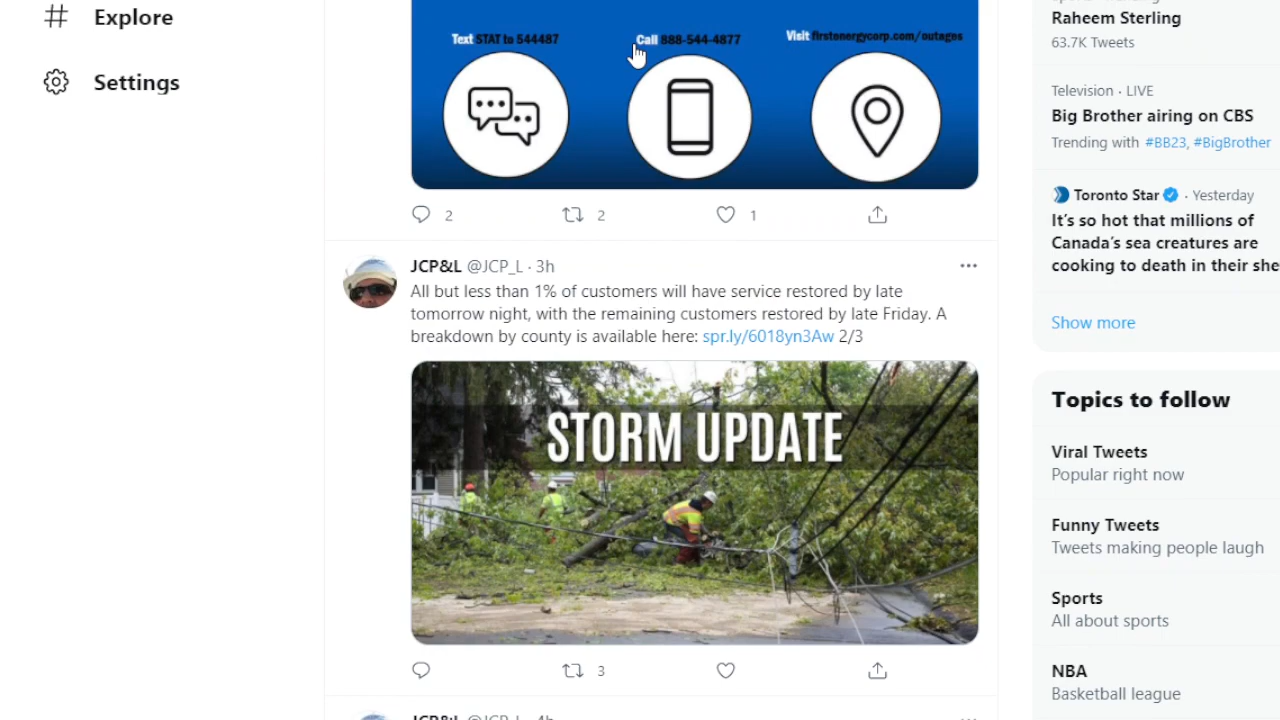 Explore
Settings
Text STAT to 544487
Call 888-544-4877
Visit firstenergycorp.com/outages
2
2
1
JCP&L @JCP_L · 3h
All but less than 1% of customers will have service restored by late
tomorrow night, with the remaining customers restored by late Friday. A
breakdown by county is available here: spr.ly/6018yn3Aw 2/3
STORM UPDATE
3
JCP&L @JCP_L · 4h
Raheem Sterling
63.7K Tweets
Television · LIVE
Big Brother airing on CBS
Trending with #BB23, #BigBrother
Toronto Star · Yesterday
It's so hot that millions of
Canada's sea creatures are
cooking to death in their she
Show more
Topics to follow
Viral Tweets
Popular right now
Funny Tweets
Tweets making people laugh
Sports
All about sports
NBA
Basketball league